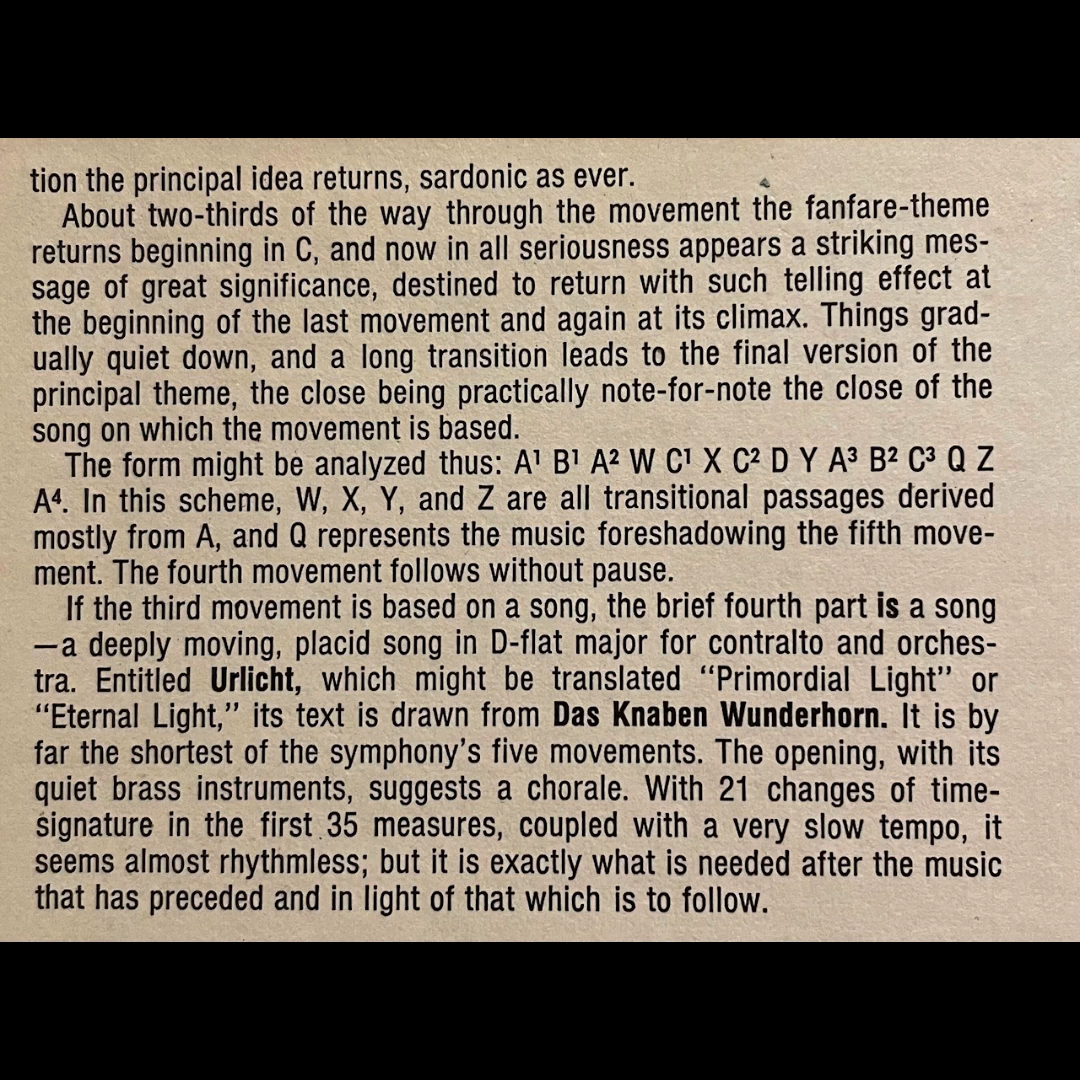 tion the principal idea returns, sardonic as ever.
About two-thirds of the way through the movement the fanfare-theme
returns beginning in C, and now in all seriousness appears a striking mes-
sage of great significance, destined to return with such telling effect at
the beginning of the last movement and again at its climax. Things grad-
ually quiet down, and a long transition leads to the final version of the
principal theme, the close being practically note-for-note the close of the
song on which the movement is based.
The form might be analyzed thus: A¹ B¹ A² W C¹ X C² D Y A³ B² C³ Q Z
A⁴. In this scheme, W, X, Y, and Z are all transitional passages derived
mostly from A, and Q represents the music foreshadowing the fifth move-
ment. The fourth movement follows without pause.
If the third movement is based on a song, the brief fourth part is a song
—a deeply moving, placid song in D-flat major for contralto and orches-
tra. Entitled Urlicht, which might be translated “Primordial Light” or
“Eternal Light,” its text is drawn from Das Knaben Wunderhorn. It is by
far the shortest of the symphony’s five movements. The opening, with its
quiet brass instruments, suggests a chorale. With 21 changes of time-
signature in the first 35 measures, coupled with a very slow tempo, it
seems almost rhythmless; but it is exactly what is needed after the music
that has preceded and in light of that which is to follow.